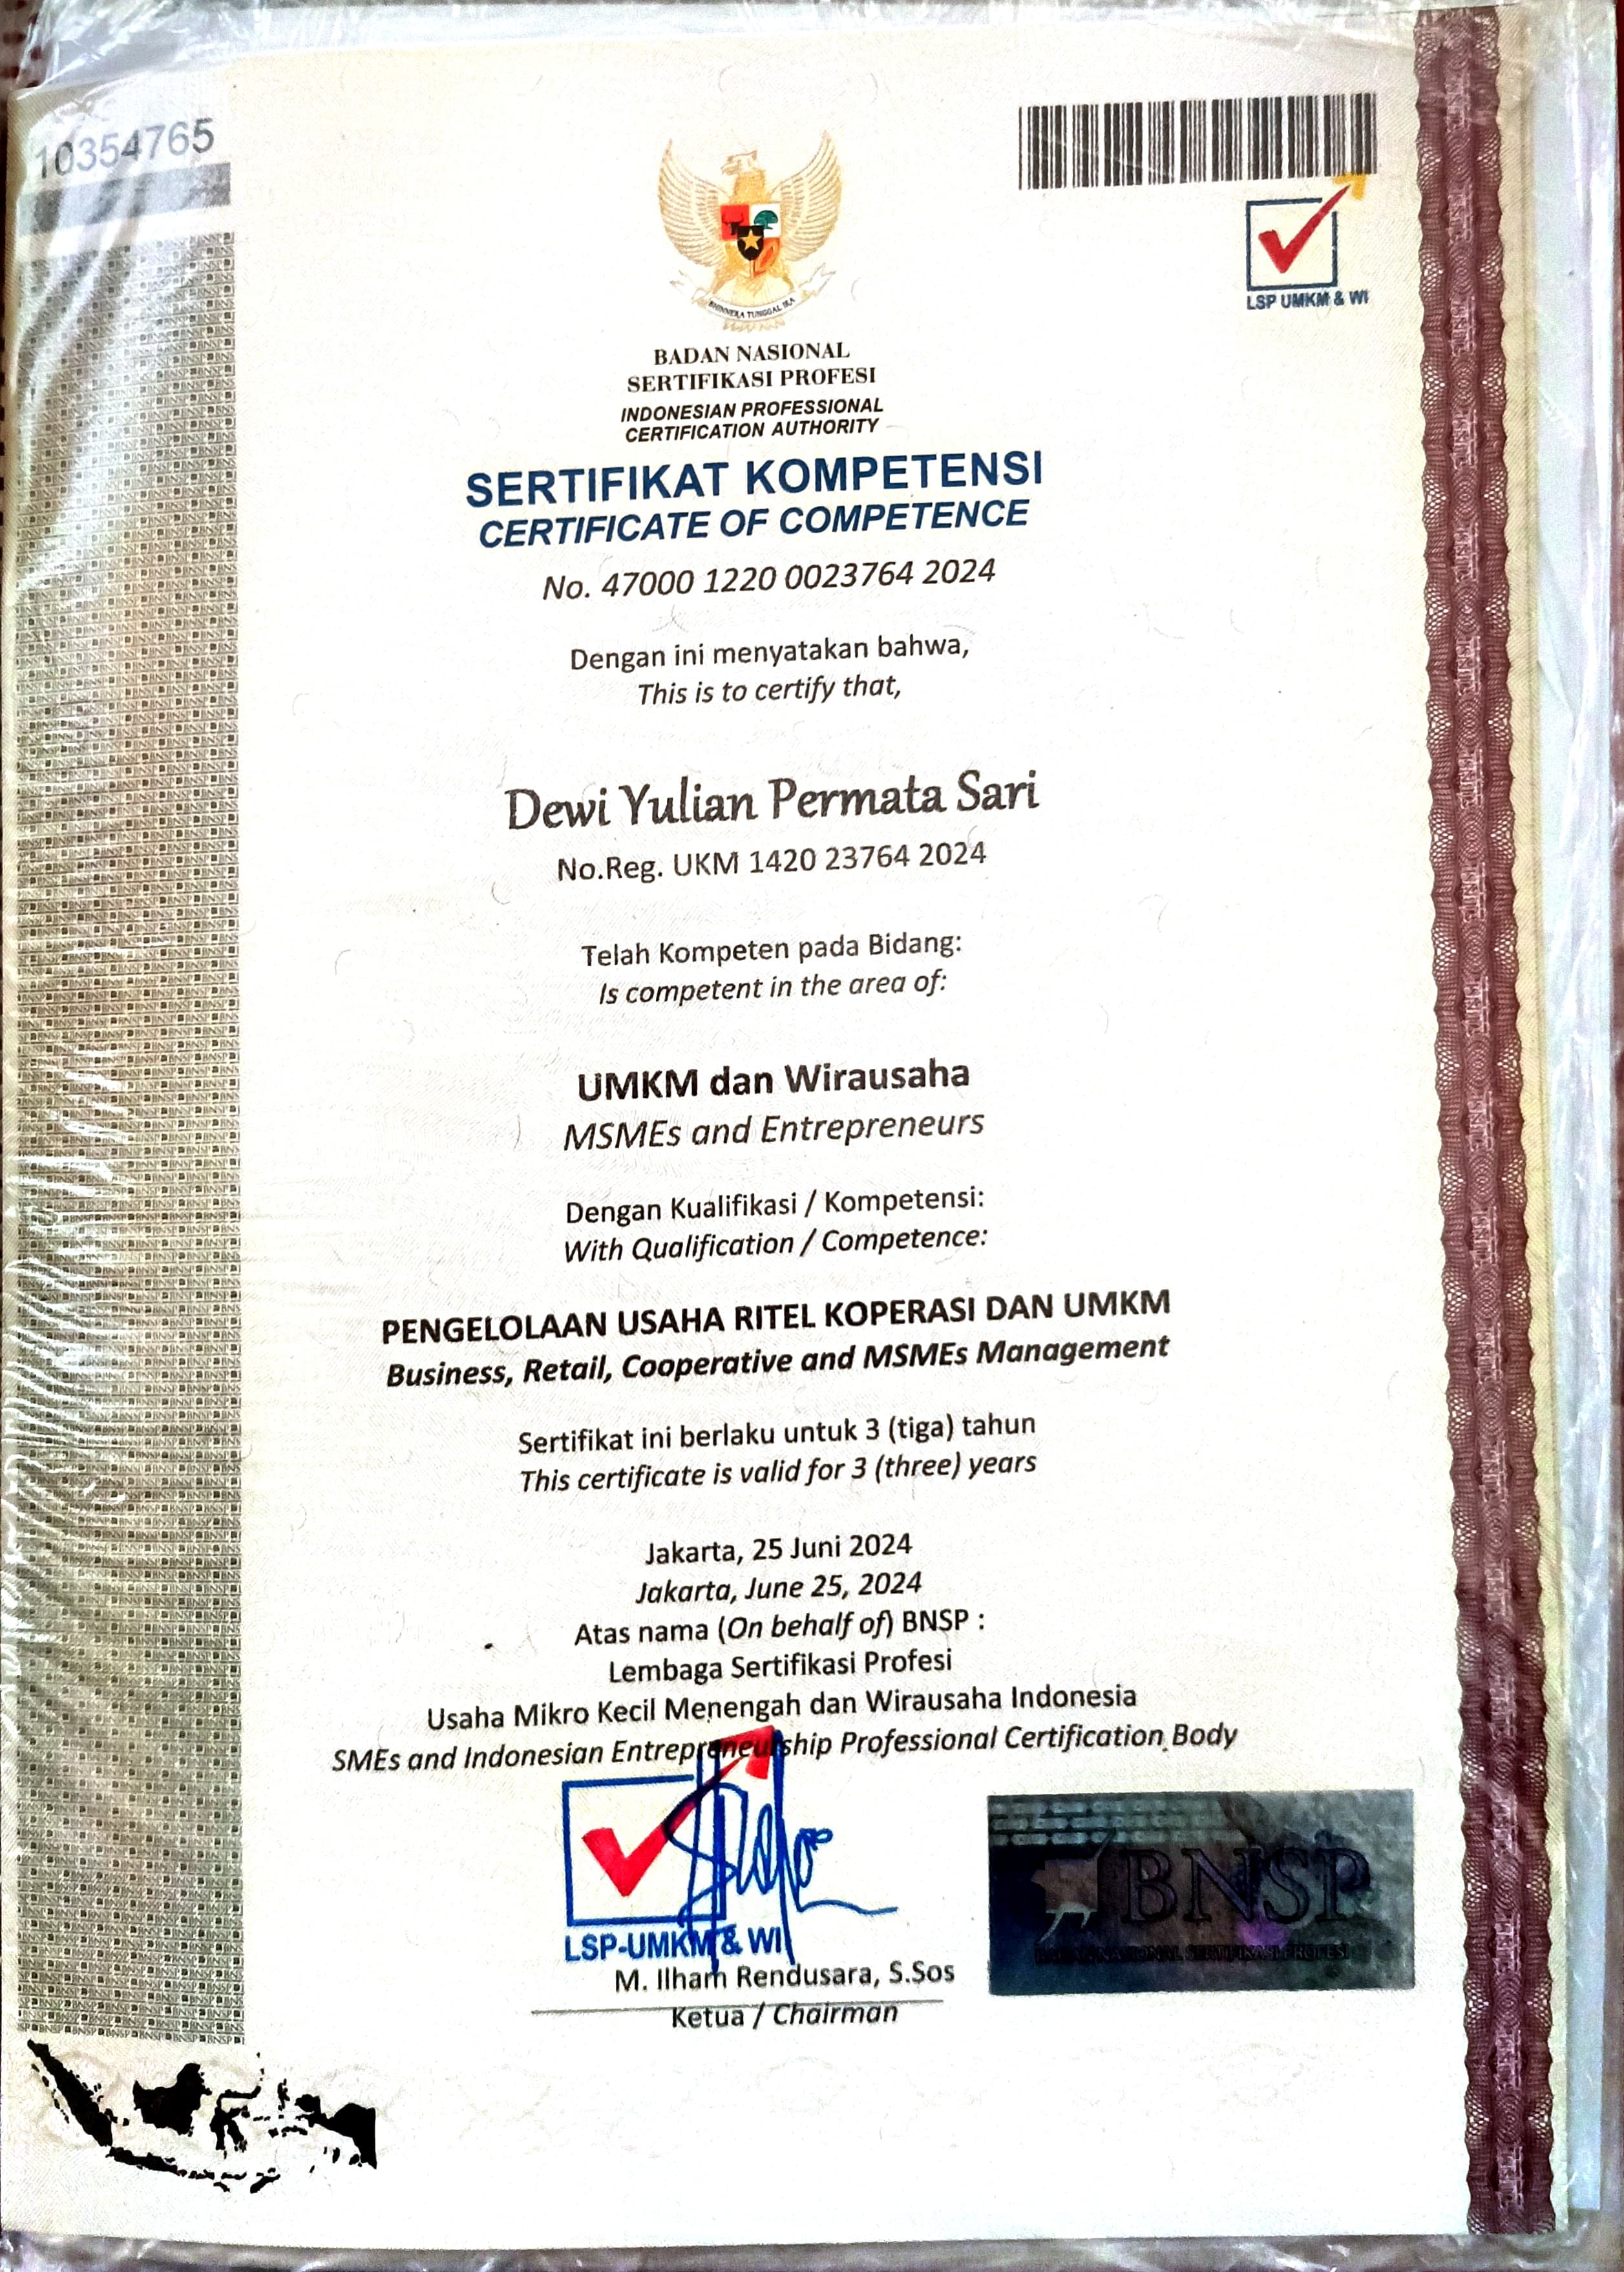 10354765
BHINNEKA TUNGGAL IKA
LSP UMKM & WI
BADAN NASIONAL
SERTIFIKASI PROFESI
INDONESIAN PROFESSIONAL
CERTIFICATION AUTHORITY
SERTIFIKAT KOMPETENSI
CERTIFICATE OF COMPETENCE
No. 47000 1220 0023764 2024
Dengan ini menyatakan bahwa,
This is to certify that,
Dewi Yulian Permata Sari
No.Reg. UKM 1420 23764 2024
Telah Kompeten pada Bidang:
Is competent in the area of:
UMKM dan Wirausaha
MSMEs and Entrepreneurs
Dengan Kualifikasi / Kompetensi:
With Qualification / Competence:
PENGELOLAAN USAHA RITEL KOPERASI DAN UMKM
Business, Retail, Cooperative and MSMEs Management
Sertifikat ini berlaku untuk 3 (tiga) tahun
This certificate is valid for 3 (three) years
Jakarta, 25 Juni 2024
Jakarta, June 25, 2024
Atas nama (On behalf of) BNSP :
Lembaga Sertifikasi Profesi
Usaha Mikro Kecil Menengah dan Wirausaha Indonesia
SMEs and Indonesian Entrepreneurship Professional Certification Body
LSP-UMKM & WI
M. Ilham Rendusara, S.Sos
Ketua / Chairman
BNSP
BADAN NASIONAL SERTIFIKASI PROFESI